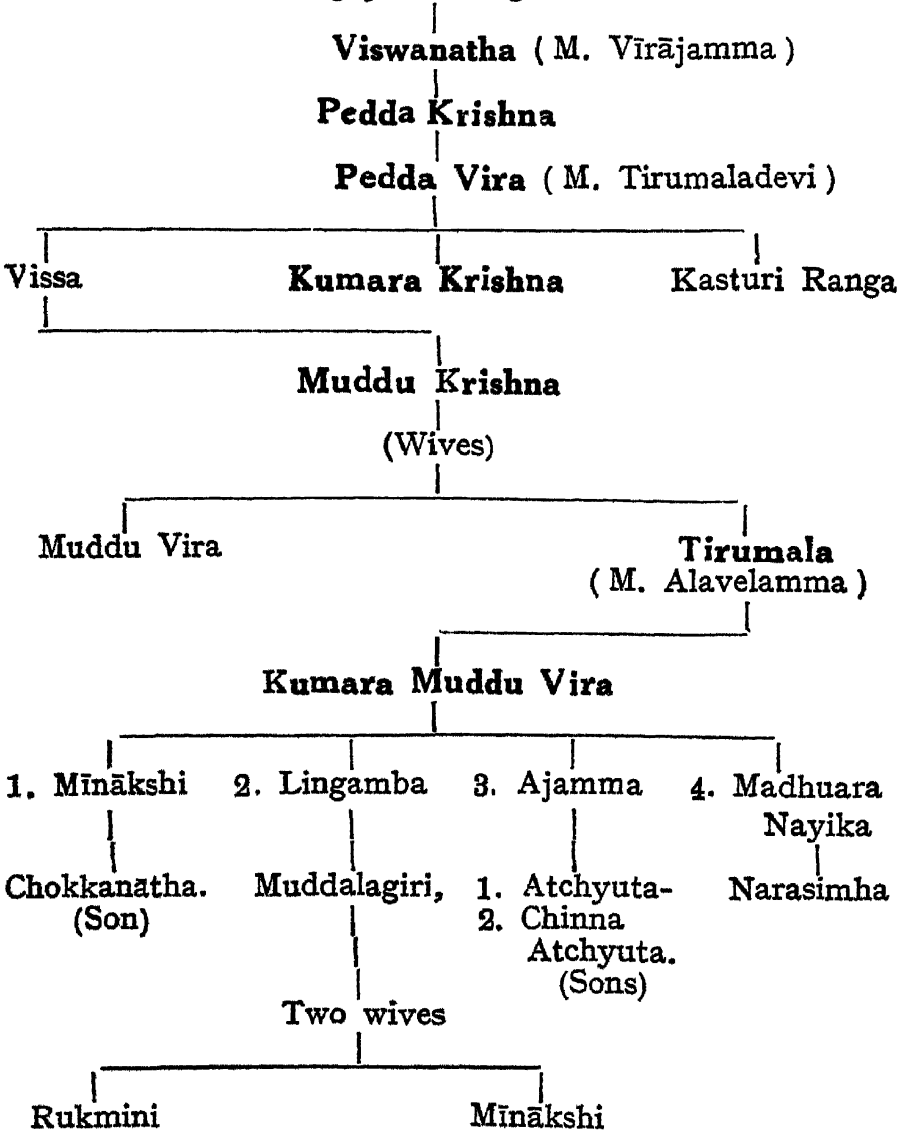 Viswanatha ( M. Vīrājamma )
Pedda Krishna
Pedda Vira ( M. Tirumaladevi )
Vissa Kumara Krishna Kasturi Ranga
Muddu Krishna
(Wives)
Muddu Vira Tirumala
( M. Alavelamma )
Kumara Muddu Vira
1. Mīnākshi 2. Lingamba 3. Ajamma 4. Madhuara
Nayika
Chokkanātha. Muddalagiri, 1. Atchyuta- Narasimha
(Son) 2. Chinna
Atchyuta.
(Sons)
Two wives
Rukmini Mīnākshi